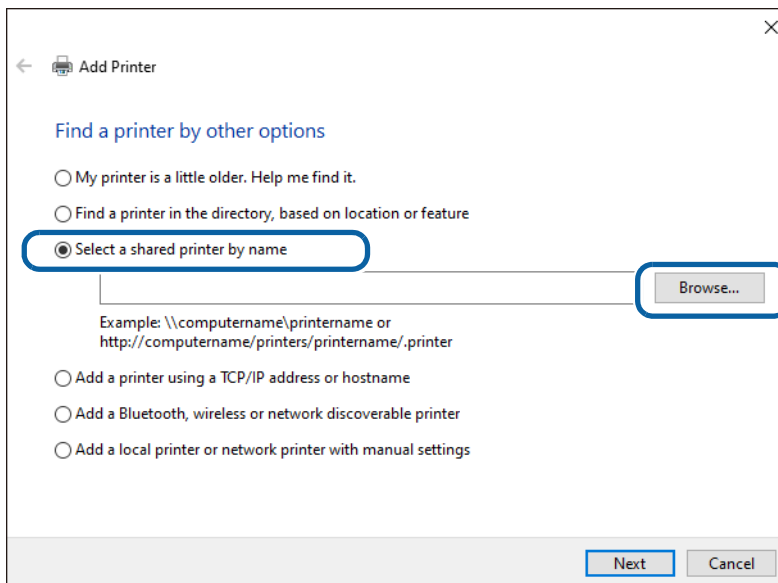 Add Printer
Find a printer by other options
My printer is a little older. Help me find it.
Find a printer in the directory, based on location or feature
Select a shared printer by name
Browse...
Example: \\computername\printername or
http://computername/printers/printername/.printer
Add a printer using a TCP/IP address or hostname
Add a Bluetooth, wireless or network discoverable printer
Add a local printer or network printer with manual settings
Next
Cancel